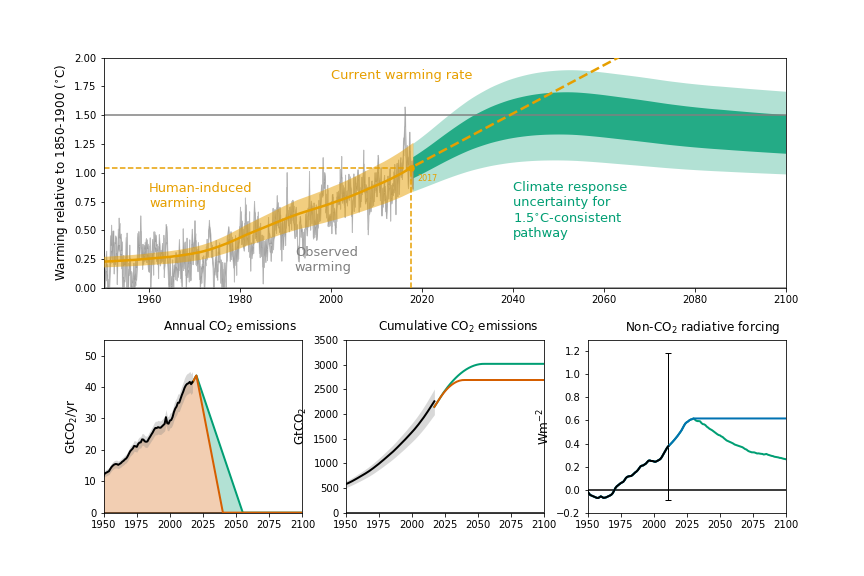 Warming relative to 1850-1900 (°C)
2.00
1.75
1.50
1.25
1.00
0.75
0.50
0.25
0.00
Current warming rate
Human-induced
warming
2017
Observed
warming
Climate response
uncertainty for
1.5°C-consistent
pathway
1960 1980 2000 2020 2040 2060 2080 2100
Annual CO₂ emissions
GtCO₂/yr
50
40
30
20
10
0
1950 1975 2000 2025 2050 2075 2100
Cumulative CO₂ emissions
GtCO₂
3500
3000
2500
2000
1500
1000
500
0
1950 1975 2000 2025 2050 2075 2100
Non-CO₂ radiative forcing
Wm⁻²
1.2
1.0
0.8
0.6
0.4
0.2
0.0
−0.2
1950 1975 2000 2025 2050 2075 2100